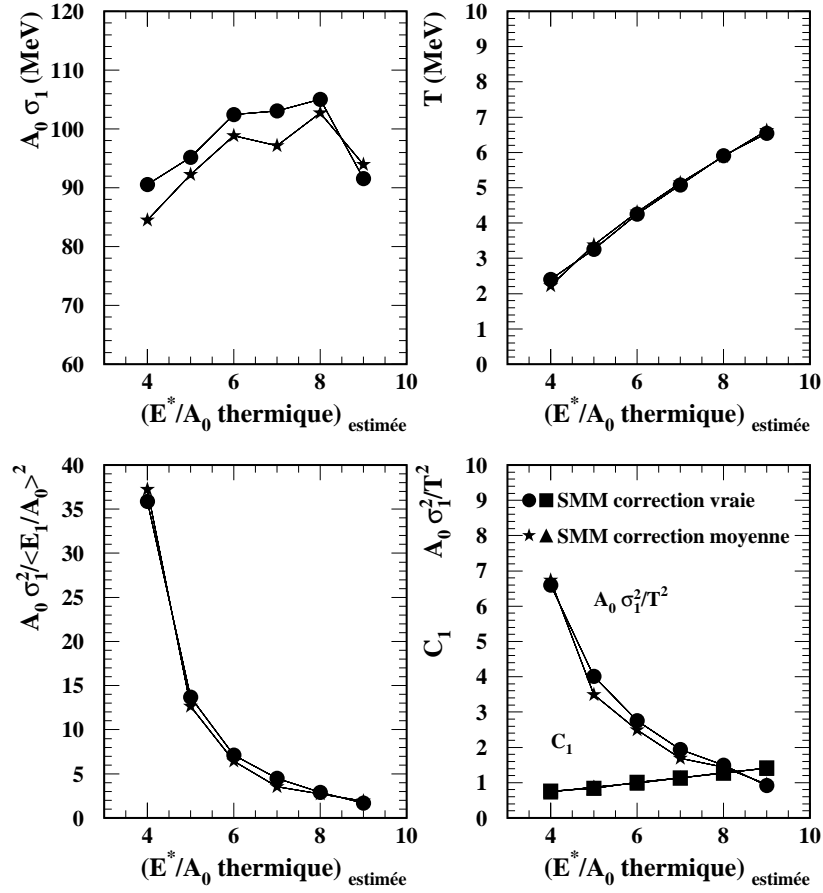 A₀ σ₁ (MeV)
120
110
100
90
80
70
60
4 6 8 10
(E*/A₀ thermique) estimée
T (MeV)
10
9
8
7
6
5
4
3
2
1
0
4 6 8 10
(E*/A₀ thermique) estimée
A₀ σ₁²/<E₁/A₀>²
40
35
30
25
20
15
10
5
0
4 6 8 10
(E*/A₀ thermique) estimée
C₁ A₀ σ₁²/T²
10
9
8
7
6
5
4
3
2
1
0
SMM correction vraie
SMM correction moyenne
A₀ σ₁²/T²
C₁
4 6 8 10
(E*/A₀ thermique) estimée